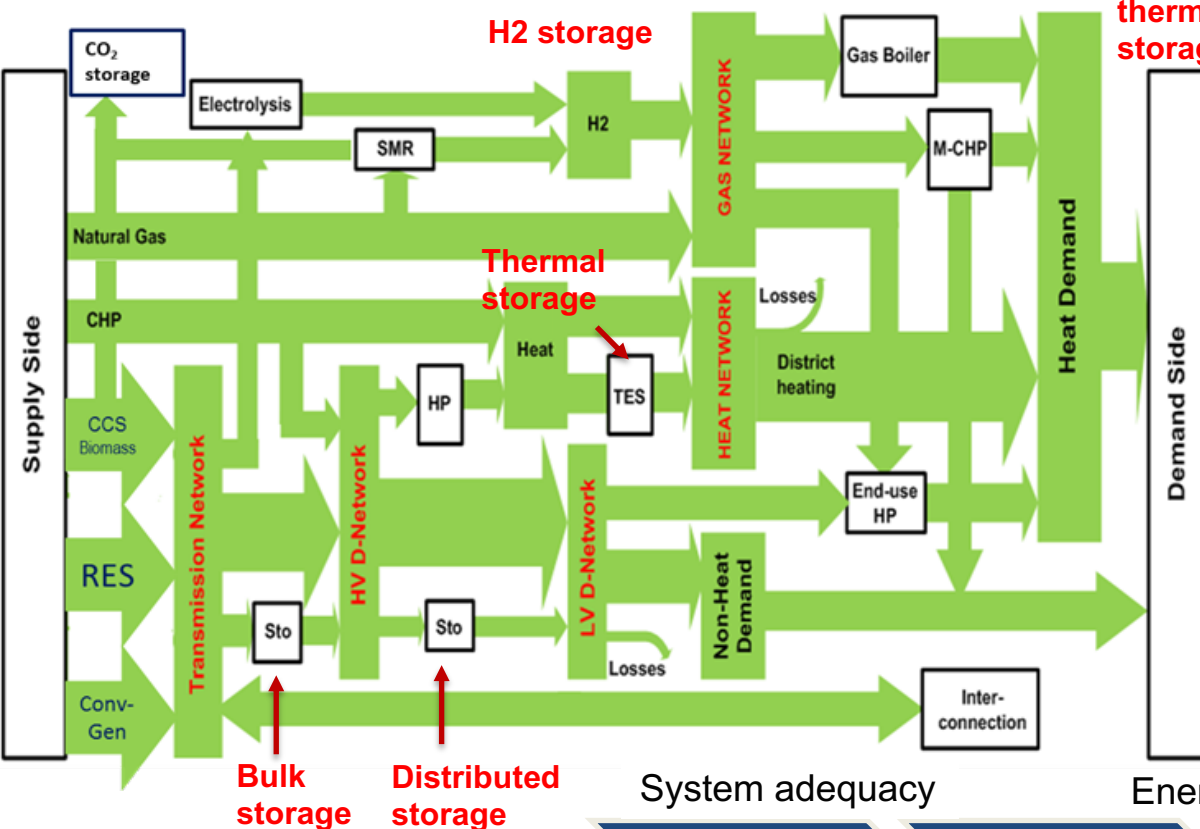 H2 storage
CO₂
storage
Electrolysis
SMR
H2
GAS NETWORK
Gas Boiler
M-CHP
Natural Gas
Thermal
storage
CHP
Heat
HP
TES
HEAT NETWORK
Losses
District
heating
Heat Demand
Supply Side
Demand Side
CCS
Biomass
Transmission Network
HV D-Network
LV D-Network
End-use
HP
RES
Sto
Sto
Non-Heat
Demand
Losses
Conv-
Gen
Inter-
connection
Bulk
storage
Distributed
storage
System adequacy